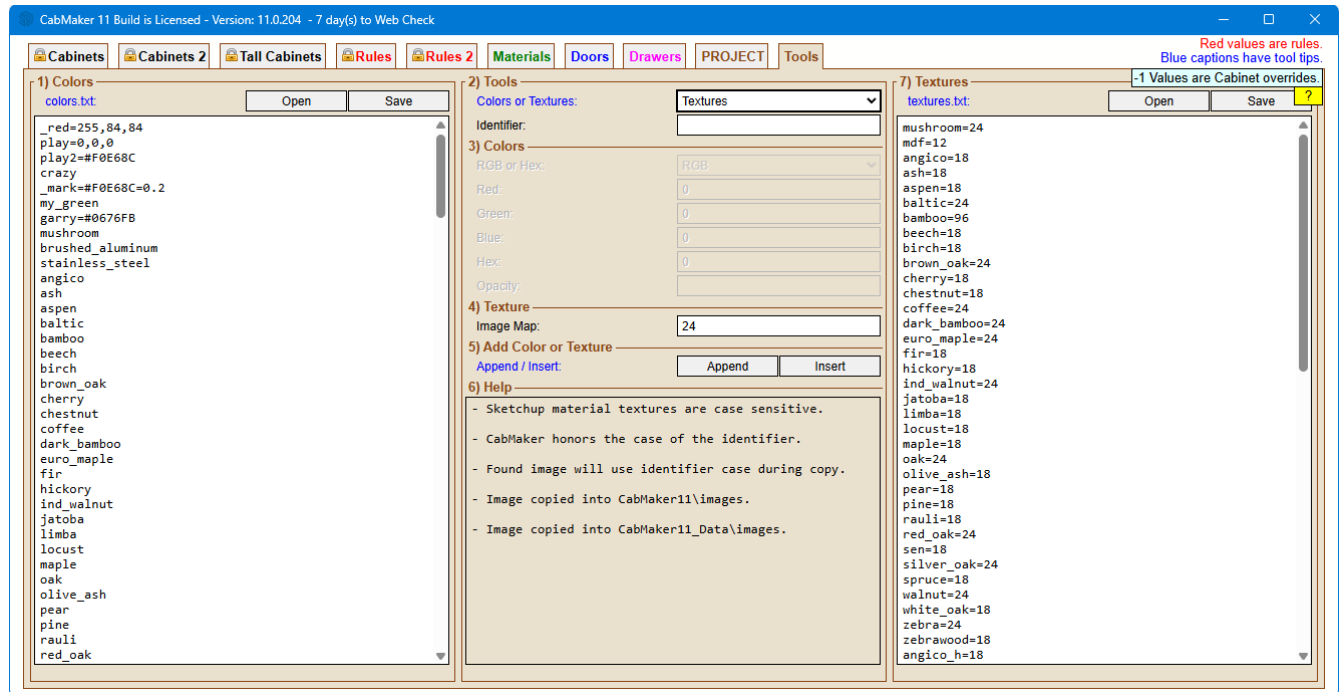 CabMaker 11 Build is Licensed - Version: 11.0.204 - 7 day(s) to Web Check
Cabinets Cabinets 2 Tall Cabinets Rules Rules 2 Materials Doors Drawers PROJECT Tools
Red values are rules.
Blue captions have tool tips.
-1 Values are Cabinet overrides.
?
1) Colors
colors.txt: Open Save
_red=255,84,84
play=0,0,0
play2=#F0E68C
crazy
_mark=#F0E68C=0.2
my_green
garry=#0676FB
mushroom
brushed_aluminum
stainless_steel
angico
ash
aspen
baltic
bamboo
beech
birch
brown_oak
cherry
chestnut
coffee
dark_bamboo
euro_maple
fir
hickory
ind_walnut
jatoba
limba
locust
maple
oak
olive_ash
pear
pine
rauli
red_oak
2) Tools
Colors or Textures: Textures
Identifier:
3) Colors
RGB or Hex: RGB
Red: 0
Green: 0
Blue: 0
Hex: 0
Opacity:
4) Texture
Image Map: 24
5) Add Color or Texture
Append / Insert: Append Insert
6) Help
- Sketchup material textures are case sensitive.
- CabMaker honors the case of the identifier.
- Found image will use identifier case during copy.
- Image copied into CabMaker11\images.
- Image copied into CabMaker11_Data\images.
7) Textures
textures.txt: Open Save
mushroom=24
mdf=12
angico=18
ash=18
aspen=18
baltic=24
bamboo=96
beech=18
birch=18
brown_oak=24
cherry=18
chestnut=18
coffee=24
dark_bamboo=24
euro_maple=24
fir=18
hickory=18
ind_walnut=24
jatoba=18
limba=18
locust=18
maple=18
oak=24
olive_ash=18
pear=18
pine=18
rauli=18
red_oak=24
sen=18
silver_oak=24
spruce=18
walnut=24
white_oak=18
zebra=24
zebrawood=18
angico_h=18